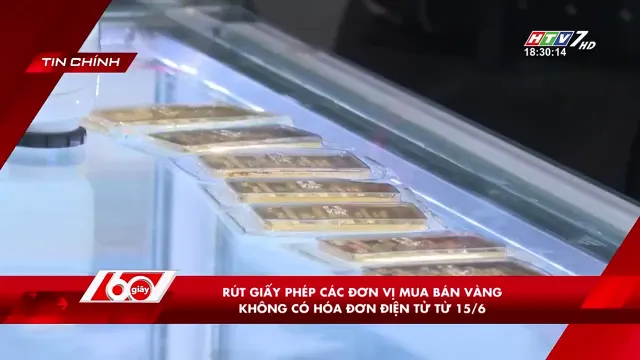 TIN CHÍNH
HTV7 HD
18:30:14
60 giây
RÚT GIẤY PHÉP CÁC ĐƠN VỊ MUA BÁN VÀNG
KHÔNG CÓ HÓA ĐƠN ĐIỆN TỬ TỪ 15/6